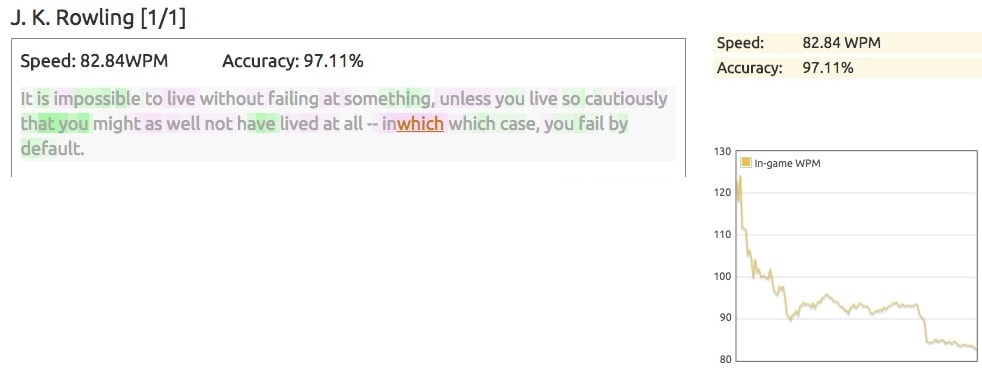 J. K. Rowling [1/1]
Speed: 82.84WPM Accuracy: 97.11%
It is impossible to live without failing at something, unless you live so cautiously
that you might as well not have lived at all -- inwhich which case, you fail by
default.
Speed: 82.84 WPM
Accuracy: 97.11%
130
In-game WPM
120
110
100
90
80